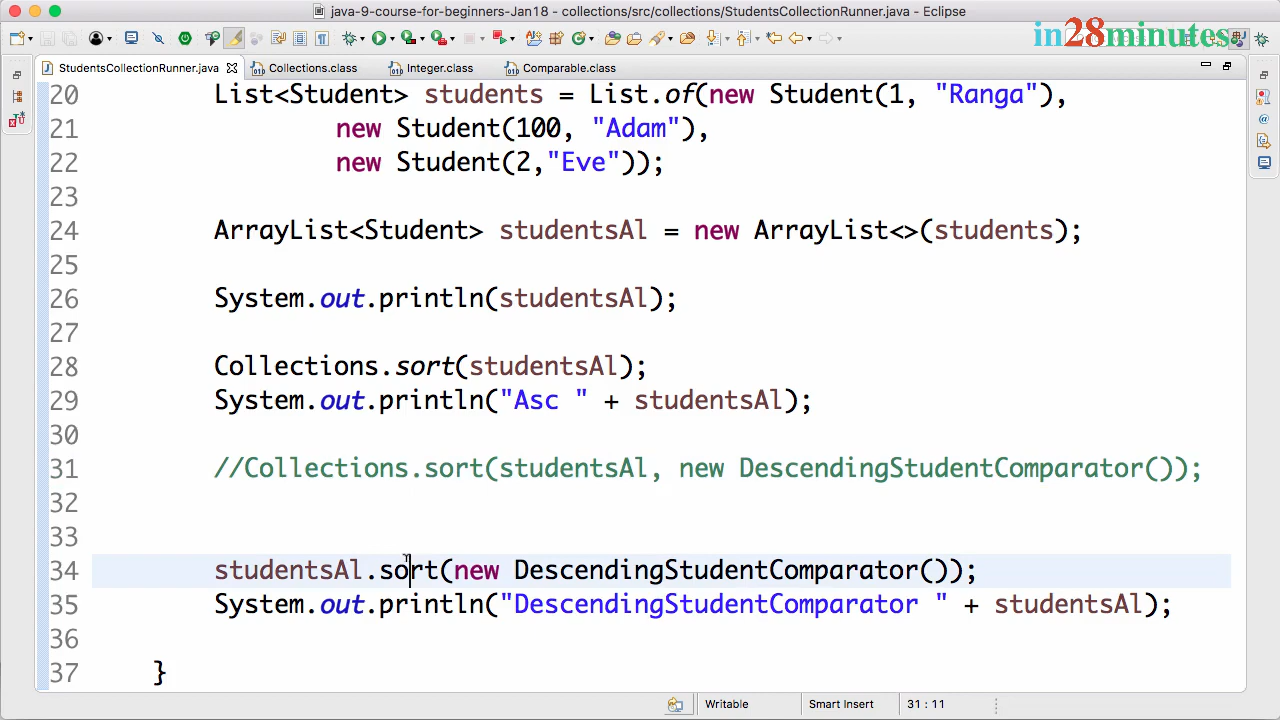 java-9-course-for-beginners-Jan18 - collections/src/collections/StudentsCollectionRunner.java - Eclipse
in28minutes
StudentsCollectionRunner.java Collections.class Integer.class Comparable.class
20 List<Student> students = List.of(new Student(1, "Ranga"),
21 new Student(100, "Adam"),
22 new Student(2,"Eve"));
23
24 ArrayList<Student> studentsAl = new ArrayList<>(students);
25
26 System.out.println(studentsAl);
27
28 Collections.sort(studentsAl);
29 System.out.println("Asc " + studentsAl);
30
31 //Collections.sort(studentsAl, new DescendingStudentComparator());
32
33
34 studentsAl.sort(new DescendingStudentComparator());
35 System.out.println("DescendingStudentComparator " + studentsAl);
36
37 }
Writable Smart Insert 31 : 11